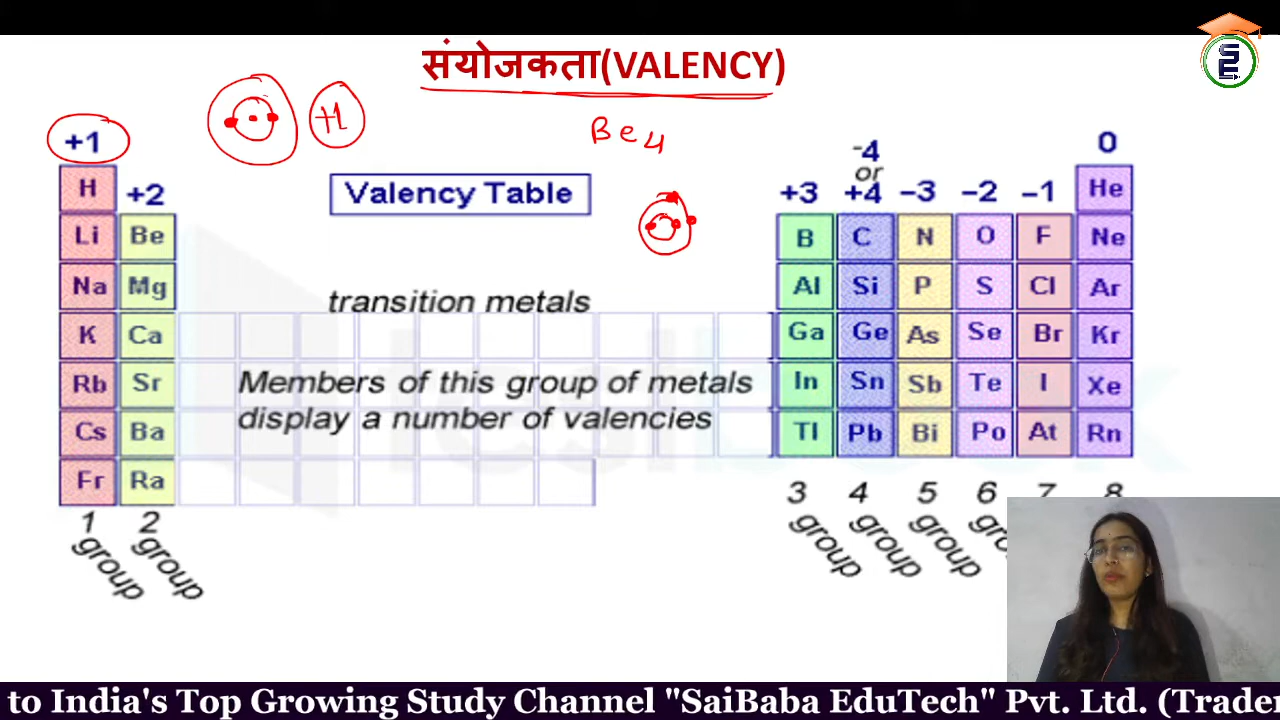 संयोजकता(VALENCY)
+1
Be4
+1
-4
or
0
+2
Valency Table
+3 +4 -3 -2 -1
H He
Li Be B C N O F Ne
Na Mg Al Si P S Cl Ar
transition metals
K Ca Ga Ge As Se Br Kr
Rb Sr In Sn Sb Te I Xe
Members of this group of metals
display a number of valencies
Cs Ba Tl Pb Bi Po At Rn
Fr Ra
1 2 3 4 5 6 7 8
group group group group group
to India's Top Growing Study Channel "SaiBaba EduTech" Pvt. Ltd. (Trader